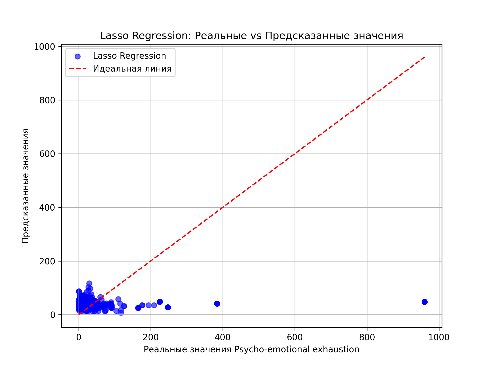 Lasso Regression: Реальные vs Предсказанные значения
Lasso Regression
Идеальная линия
1000
800
600
400
200
0
Предсказанные значения
0
200
400
600
800
1000
Реальные значения Psycho-emotional exhaustion